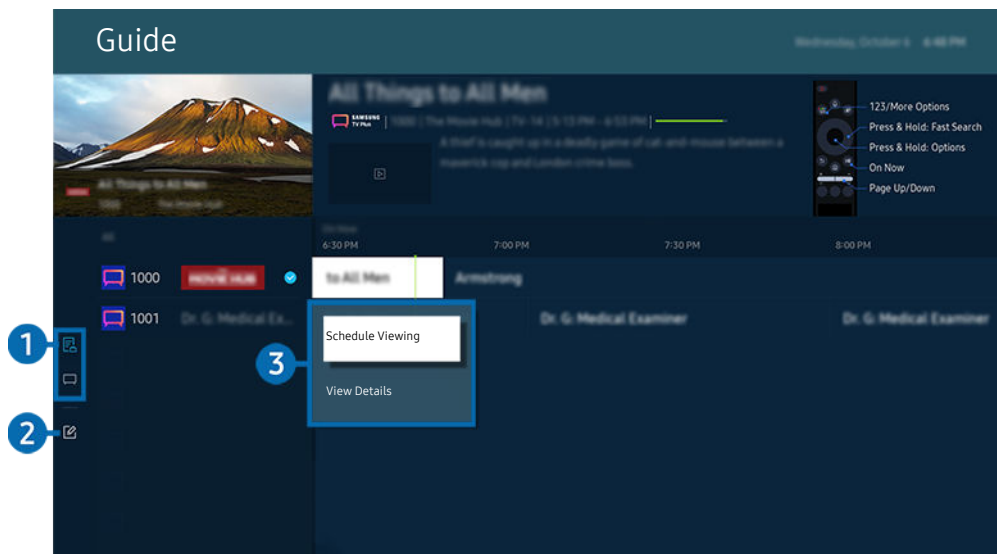 Guide
Wednesday, October 6 6:48 PM
All Things to All Men
SAMSUNG
TV Plus
1000 | The Movie Hub | TV-14 | 5:13 PM - 6:53 PM
A thief is caught up in a deadly game of cat-and-mouse between a
maverick cop and London crime boss.
123/More Options
Press & Hold: Fast Search
Press & Hold: Options
On Now
Page Up/Down
All Things to All Men
1000 The Movie Hub
All
On Now
6:30 PM 7:00 PM 7:30 PM 8:00 PM
1000 MOVIE HUB to All Men Armstrong
1001 Dr. G: Medical Ex... Dr. G: Medical Examiner Dr. G: Medical Examiner
1
2
3
Schedule Viewing
View Details